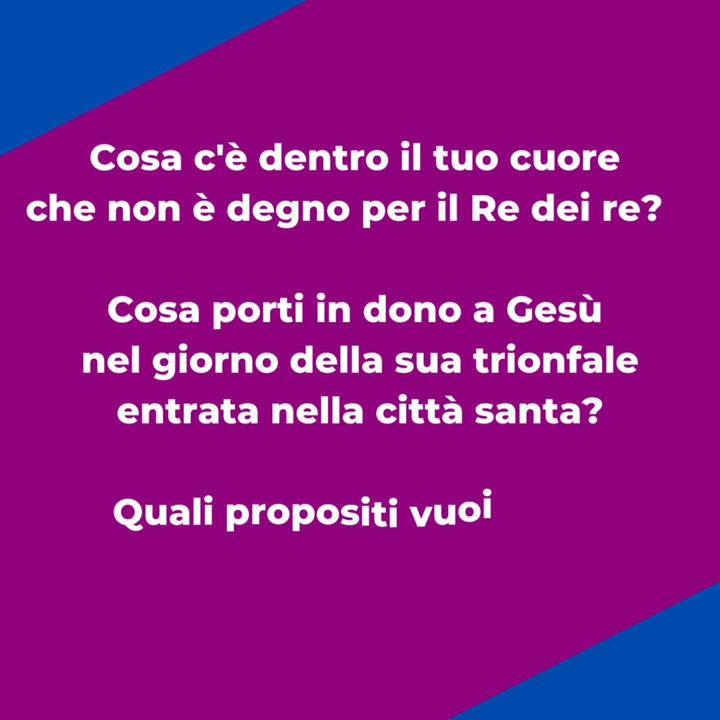 Cosa c'è dentro il tuo cuore
che non è degno per il Re dei re?
Cosa porti in dono a Gesù
nel giorno della sua trionfale
entrata nella città santa?
Quali propositi vuoi